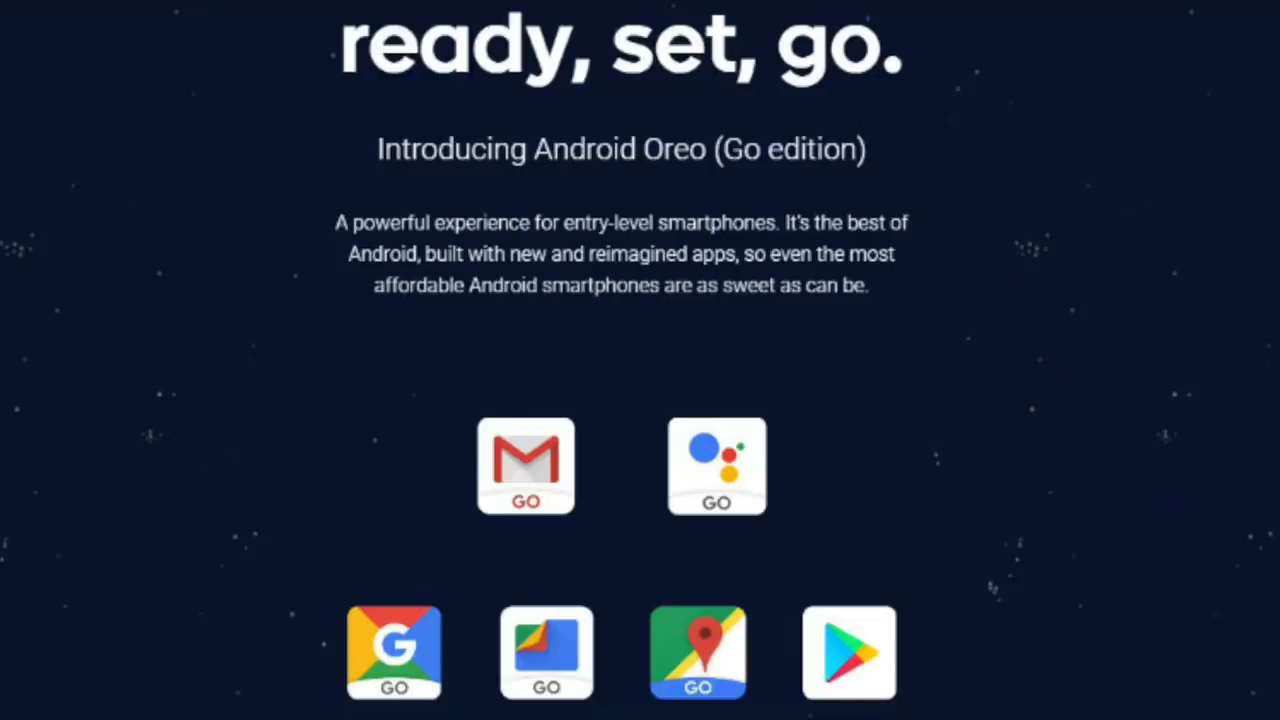 ready, set, go.
Introducing Android Oreo (Go edition)
A powerful experience for entry-level smartphones. It's the best of
Android, built with new and reimagined apps, so even the most
affordable Android smartphones are as sweet as can be.
GO
GO
G
GO
GO
GO